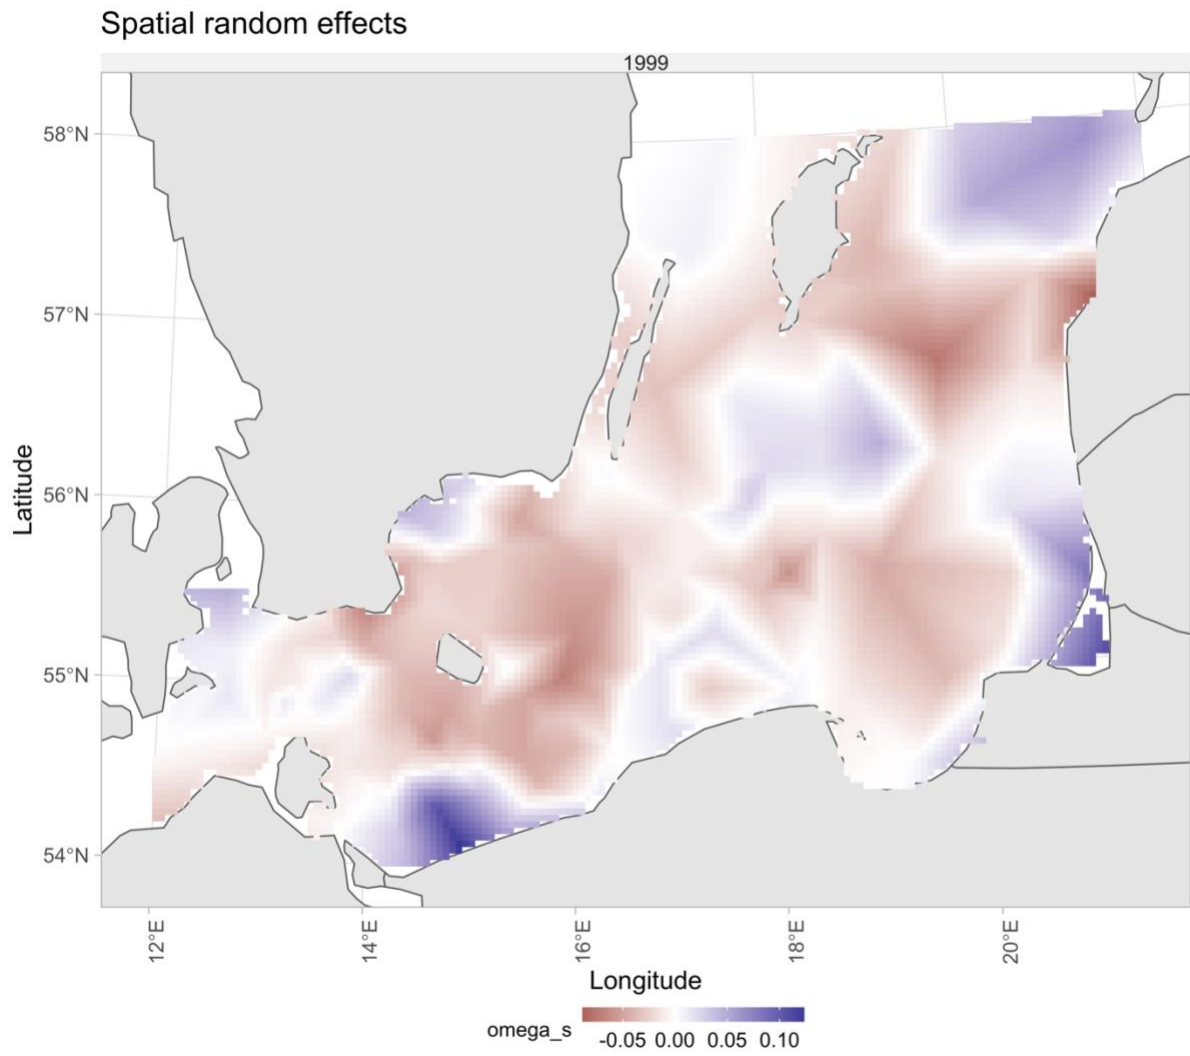 Spatial random effects
1999
58°N
57°N
56°N
55°N
54°N
Latitude
12°E
14°E
16°E
18°E
20°E
Longitude
omega_s
-0.05 0.00 0.05 0.10